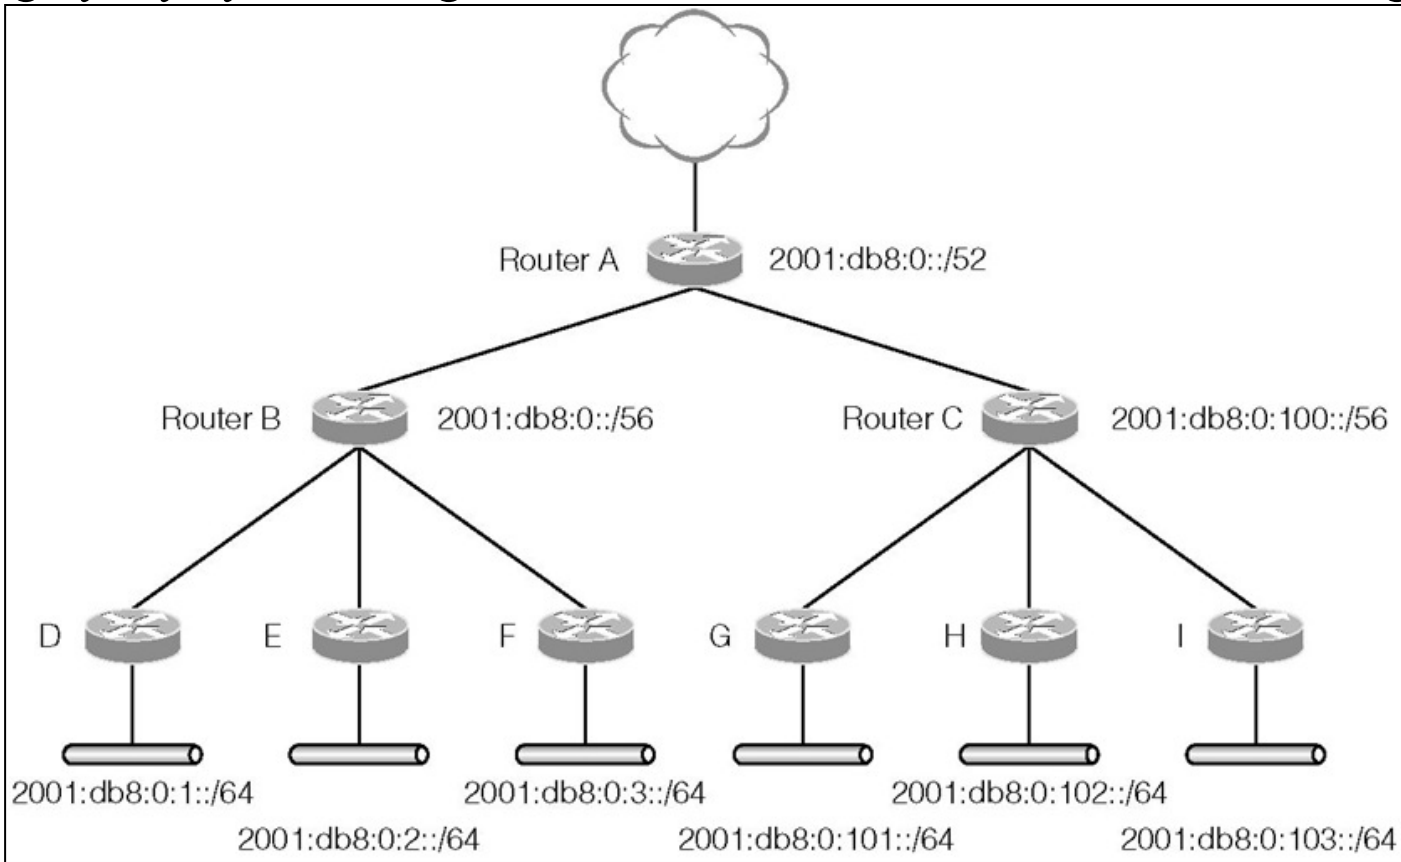 Router A
2001:db8:0::/52
Router B
2001:db8:0::/56
Router C
2001:db8:0:100::/56
D
E
F
G
H
I
2001:db8:0:1::/64
2001:db8:0:3::/64
2001:db8:0:102::/64
2001:db8:0:2::/64
2001:db8:0:101::/64
2001:db8:0:103::/64